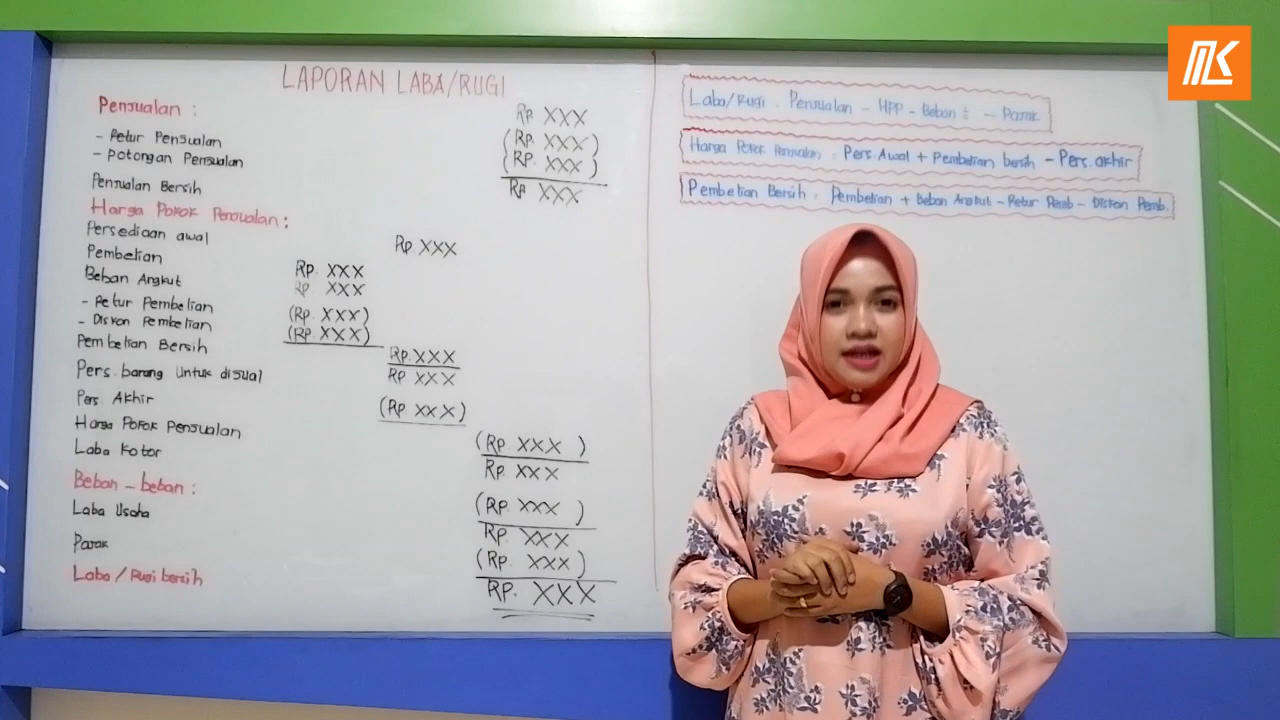 LAPORAN LABA/RUGI
Penjualan : Rp XXX
- Retur Penjualan (Rp. XXX)
- Potongan Penjualan (Rp. XXX)
Penjualan Bersih Rp XXX
Harga Pokok Penjualan :
Persediaan awal Rp. XXX
Pembelian Rp. XXX
Beban Angkut Rp. XXX
- Retur Pembelian (Rp. XXX)
- Diskon Pembelian (Rp. XXX)
Pembelian Bersih Rp. XXX
Pers. barang Untuk dijual Rp XXX
Pers. Akhir (Rp. XXX)
Harga Pokok Penjualan (Rp. XXX)
Laba Kotor Rp XXX
Beban - beban : (Rp. XXX)
Laba Usaha Rp. XXX
Pajak (Rp. XXX)
Laba / Rugi bersih Rp. XXX
Laba/Rugi : Penjualan - HPP - Beban - Pajak
Harga Pokok Penjualan : Pers. Awal + Pembelian bersih - Pers. akhir
Pembelian Bersih : Pembelian + Beban Angkut - Retur Pemb - Diskon Pemb.